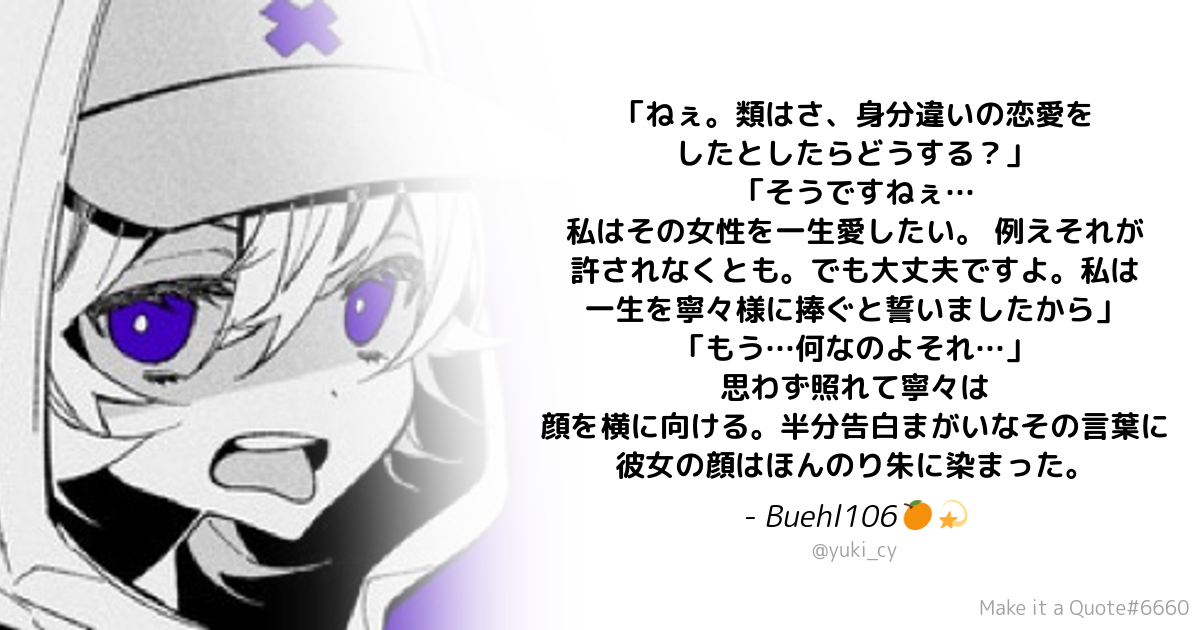 「ねぇ。類はさ、身分違いの恋愛を
したとしたらどうする？」
「そうですねぇ…
私はその女性を一生愛したい。 例えそれが
許されなくとも。でも大丈夫ですよ。私は
一生を寧々様に捧ぐと誓いましたから」
「もう…何なのよそれ…」
思わず照れて寧々は
顔を横に向ける。半分告白まがいなその言葉に
彼女の顔はほんのり朱に染まった。
- Buehl106🍊💫
@yuki_cy
Make it a Quote#6660